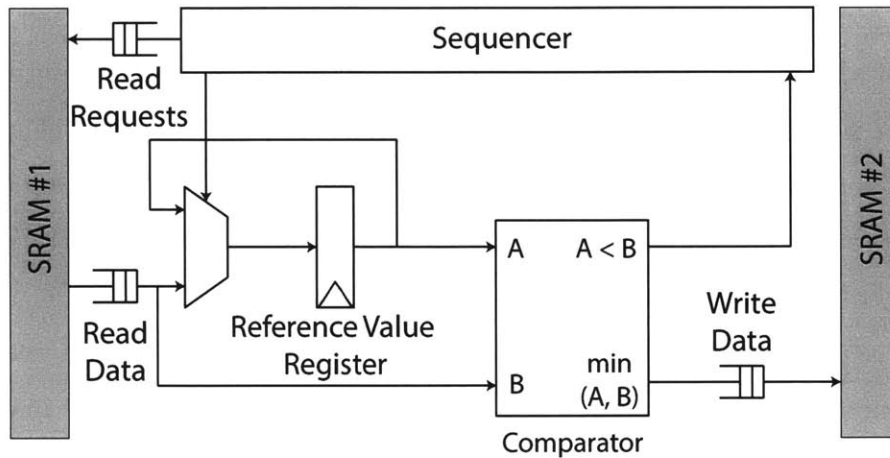 Sequencer
Read
Requests
SRAM #1
SRAM #2
A
A < B
Read
Data
Reference Value
Register
Write
Data
B
min
(A, B)
Comparator